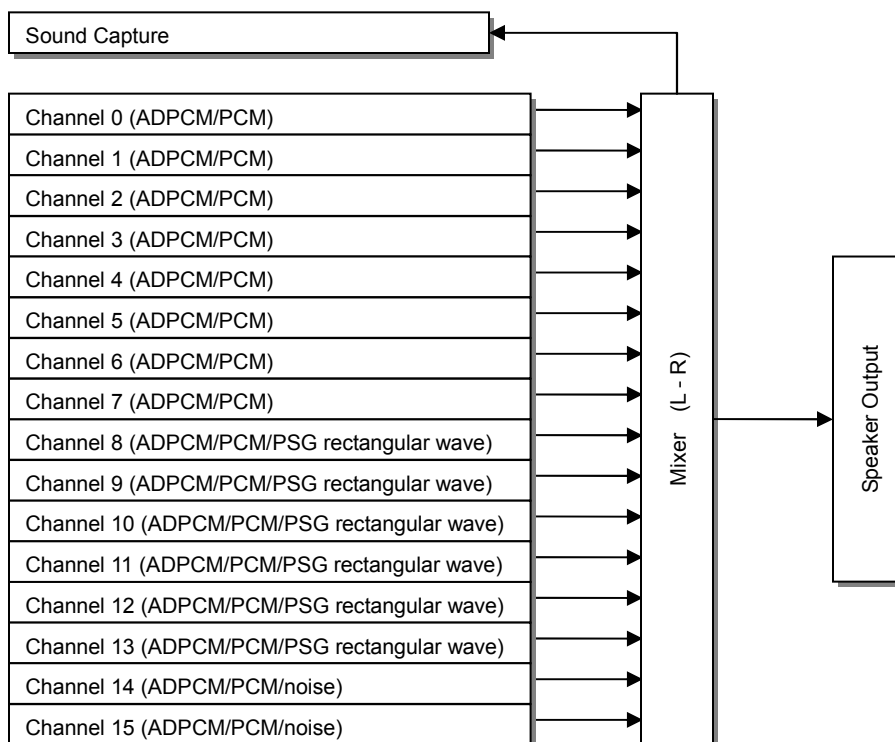 Sound Capture
Channel 0 (ADPCM/PCM)
Channel 1 (ADPCM/PCM)
Channel 2 (ADPCM/PCM)
Channel 3 (ADPCM/PCM)
Channel 4 (ADPCM/PCM)
Channel 5 (ADPCM/PCM)
Channel 6 (ADPCM/PCM)
Channel 7 (ADPCM/PCM)
Channel 8 (ADPCM/PCM/PSG rectangular wave)
Channel 9 (ADPCM/PCM/PSG rectangular wave)
Channel 10 (ADPCM/PCM/PSG rectangular wave)
Channel 11 (ADPCM/PCM/PSG rectangular wave)
Channel 12 (ADPCM/PCM/PSG rectangular wave)
Channel 13 (ADPCM/PCM/PSG rectangular wave)
Channel 14 (ADPCM/PCM/noise)
Channel 15 (ADPCM/PCM/noise)
Mixer (L - R)
Speaker Output